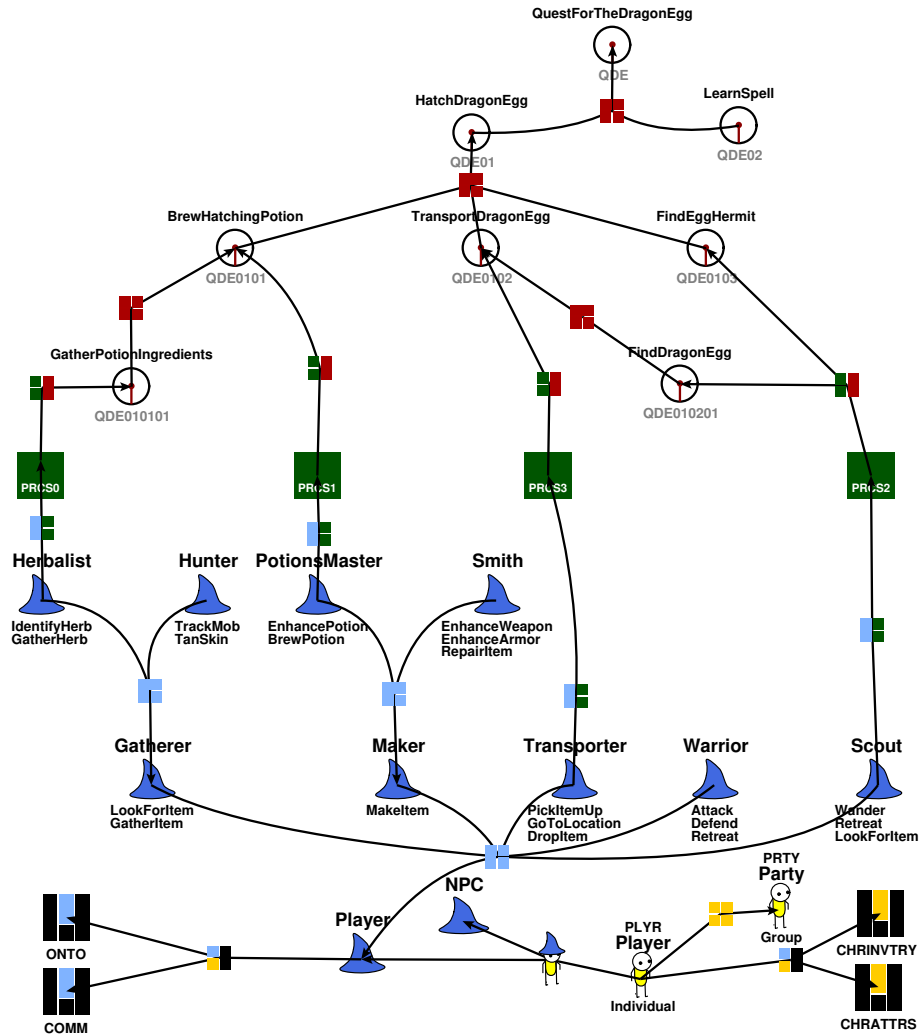 QuestForTheDragonEgg
QDE
HatchDragonEgg
LearnSpell
QDE01
QDE02
BrewHatchingPotion
TransportDragonEgg
FindEggHermit
QDE0101
QDE0102
QDE0103
GatherPotionIngredients
FindDragonEgg
QDE010101
QDE010201
PRCS0
PRCS1
PRCS3
PRCS2
Herbalist
Hunter
PotionsMaster
Smith
IdentifyHerb
GatherHerb
TrackMob
TanSkin
EnhancePotion
BrewPotion
EnhanceWeapon
EnhanceArmor
RepairItem
Gatherer
Maker
Transporter
Warrior
Scout
LookForItem
GatherItem
MakeItem
PickItemUp
GoToLocation
DropItem
Attack
Defend
Retreat
Wander
Retreat
LookForItem
NPC
PRTY
Party
Player
PLYR
Player
Group
ONTO
CHRINVTRY
Individual
COMM
CHRATTRS